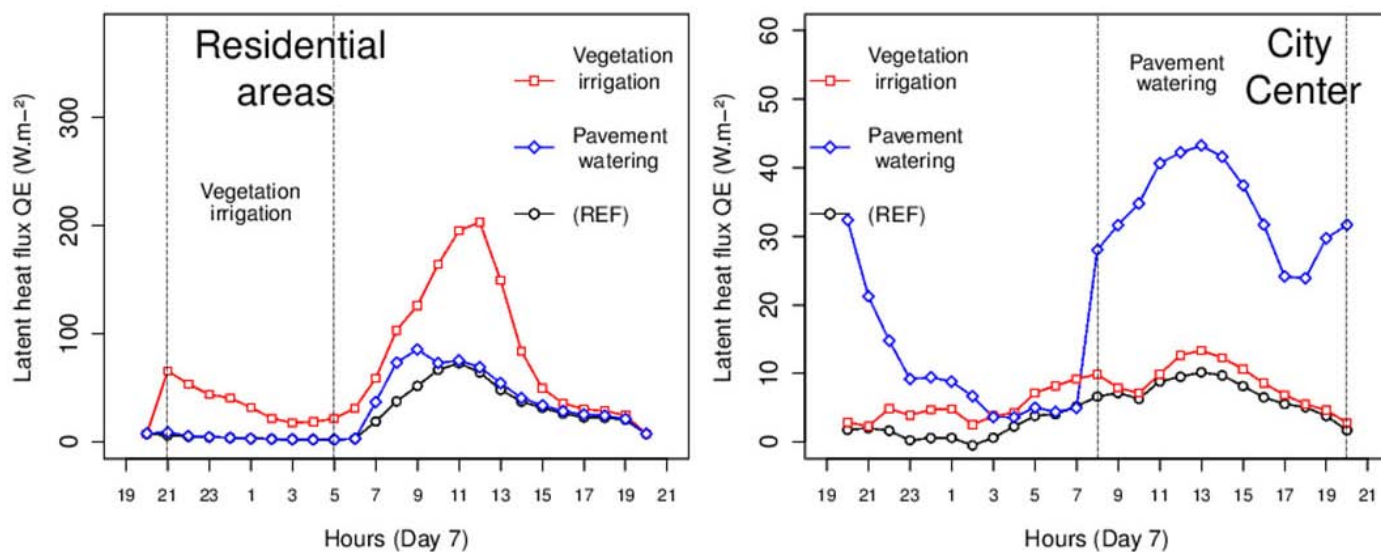 Residential
areas
Vegetation
irrigation
Pavement
watering
(REF)
Vegetation
irrigation
Latent heat flux QE (W.m−²)
0
100
200
300
19 21 23 1 3 5 7 9 11 13 15 17 19 21
Hours (Day 7)
City
Center
Vegetation
irrigation
Pavement
watering
(REF)
Pavement
watering
Latent heat flux QE (W.m−²)
0
10
20
30
40
50
60
19 21 23 1 3 5 7 9 11 13 15 17 19 21
Hours (Day 7)